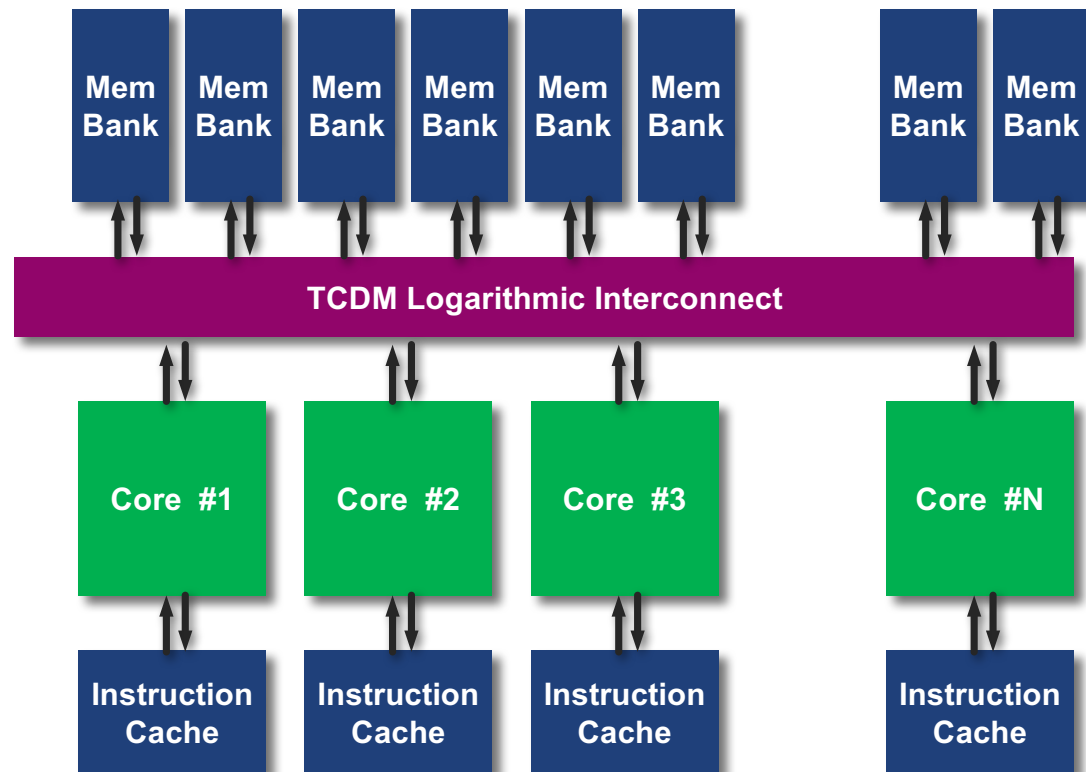 Mem Mem Mem Mem Mem Mem Mem Mem
Bank Bank Bank Bank Bank Bank Bank Bank
TCDM Logarithmic Interconnect
Core #1 Core #2 Core #3 Core #N
Instruction Instruction Instruction Instruction
Cache Cache Cache Cache